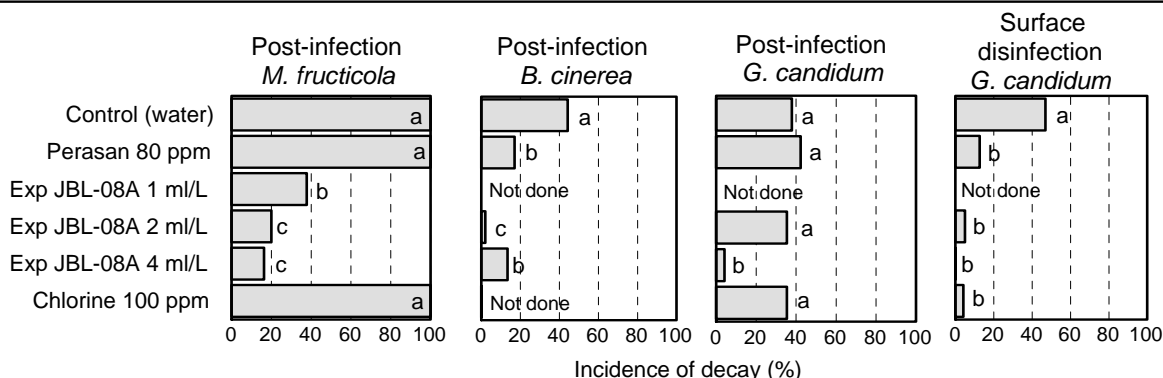 Post-infection
M. fructicola
Post-infection
B. cinerea
Post-infection
G. candidum
Surface
disinfection
G. candidum
Control (water) a a a a
Perasan 80 ppm a b a b
Exp JBL-08A 1 ml/L b Not done Not done Not done
Exp JBL-08A 2 ml/L c c a b
Exp JBL-08A 4 ml/L c b b b
Chlorine 100 ppm a Not done a b
0 20 40 60 80 100 0 20 40 60 80 100 0 20 40 60 80 100 0 20 40 60 80 100
Incidence of decay (%)